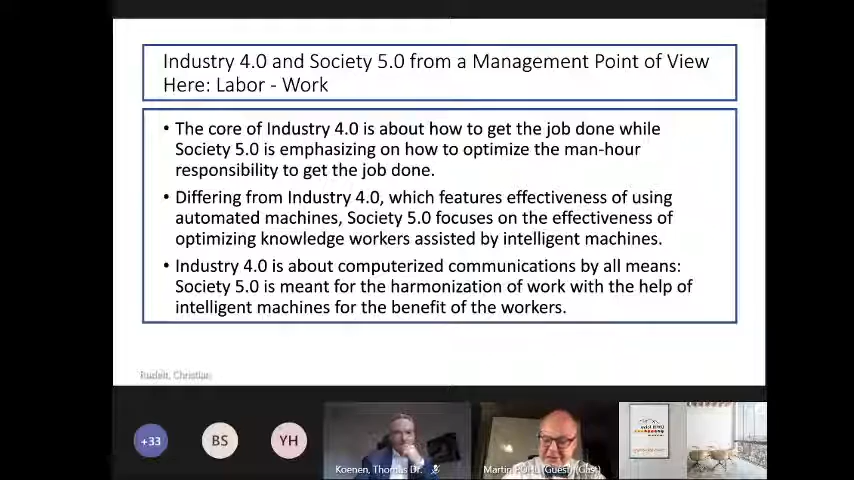 Industry 4.0 and Society 5.0 from a Management Point of View
Here: Labor - Work
• The core of Industry 4.0 is about how to get the job done while
Society 5.0 is emphasizing on how to optimize the man-hour
responsibility to get the job done.
• Differing from Industry 4.0, which features effectiveness of using
automated machines, Society 5.0 focuses on the effectiveness of
optimizing knowledge workers assisted by intelligent machines.
• Industry 4.0 is about computerized communications by all means:
Society 5.0 is meant for the harmonization of work with the help of
intelligent machines for the benefit of the workers.
Christian
+33
BS
YH
Koenen, Thomas Dr.
Martin (Guest) (Gast)